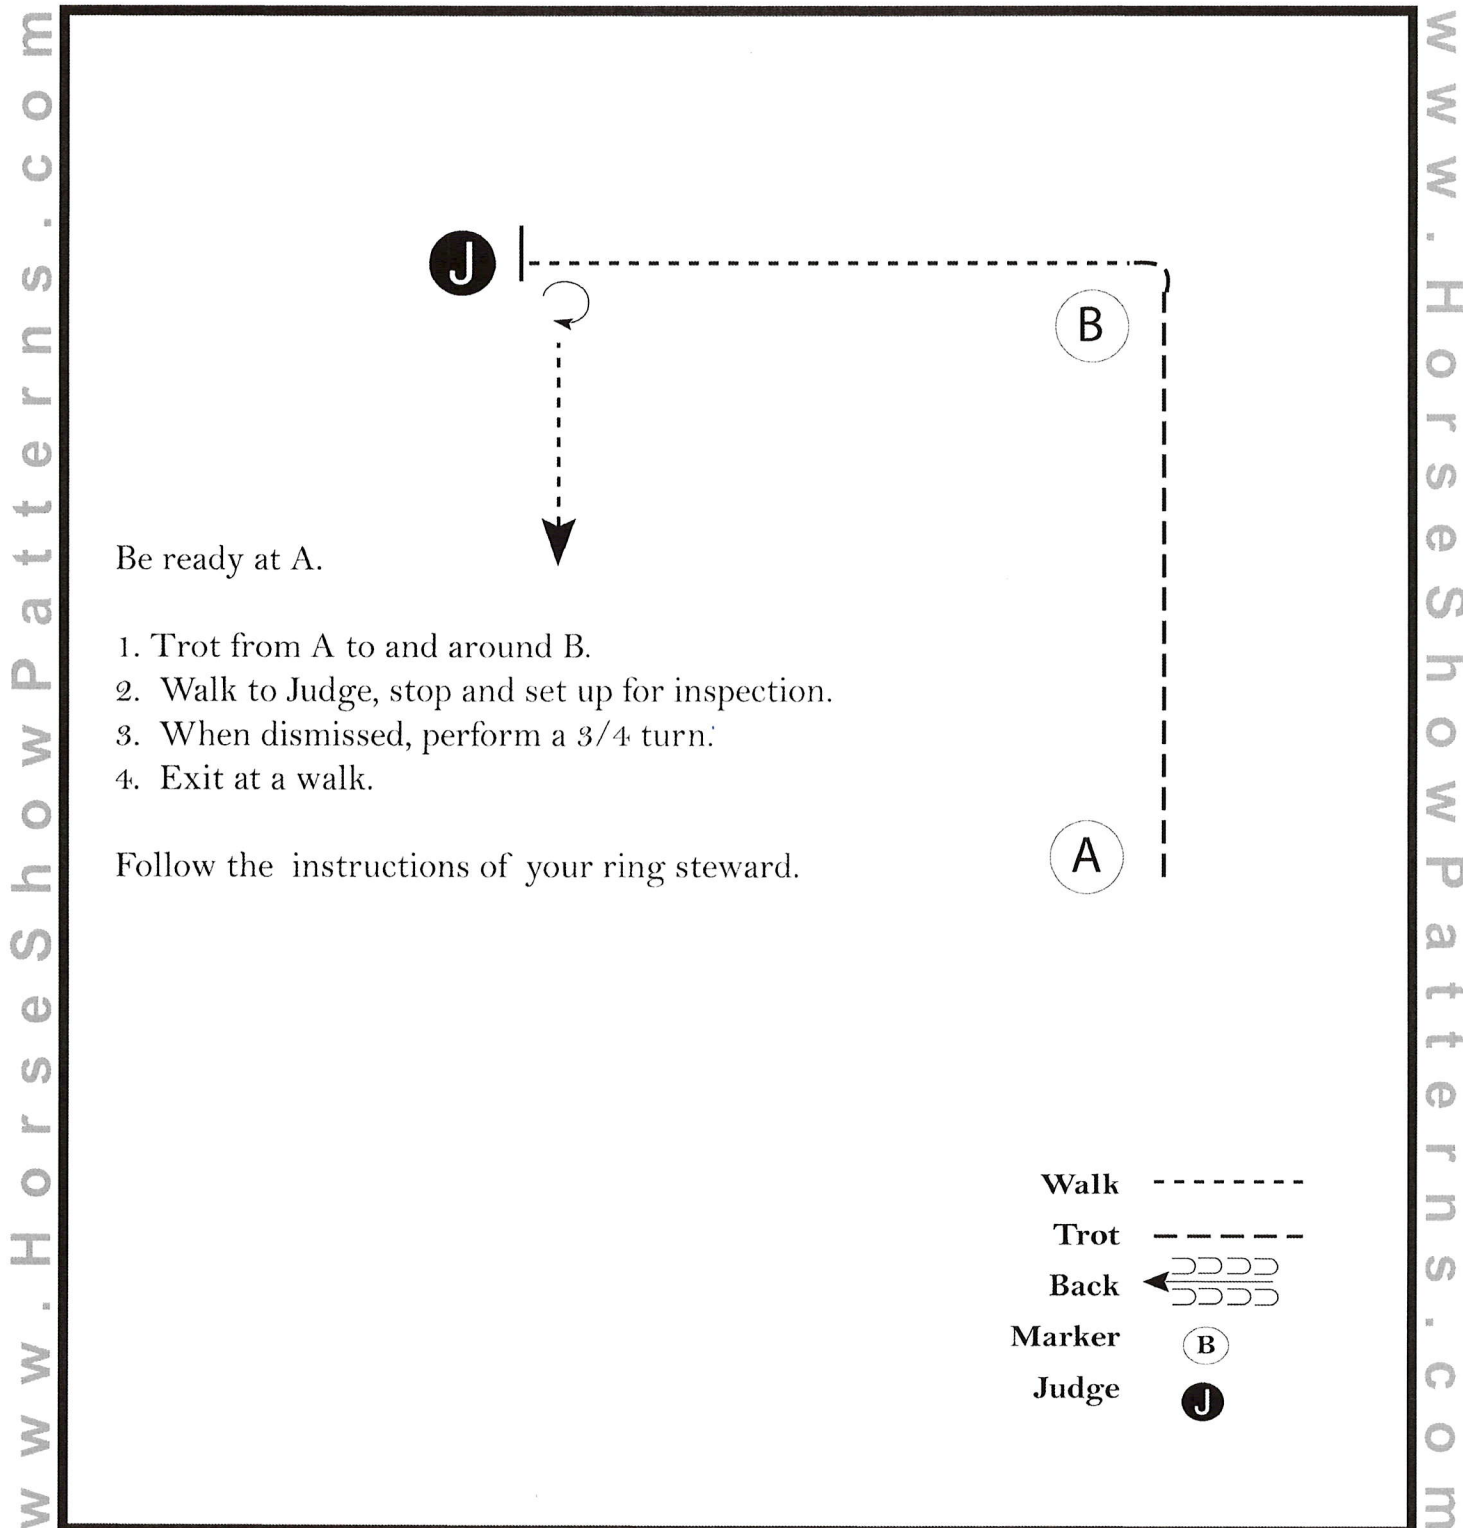 www.HorseShowPatterns.com
J
B
Be ready at A.
1. Trot from A to and around B.
2. Walk to Judge, stop and set up for inspection.
3. When dismissed, perform a 3/4 turn.
4. Exit at a walk.
Follow the instructions of your ring steward.
A
Walk
Trot
Back
Marker B
Judge J
www.HorseShowPatterns.com